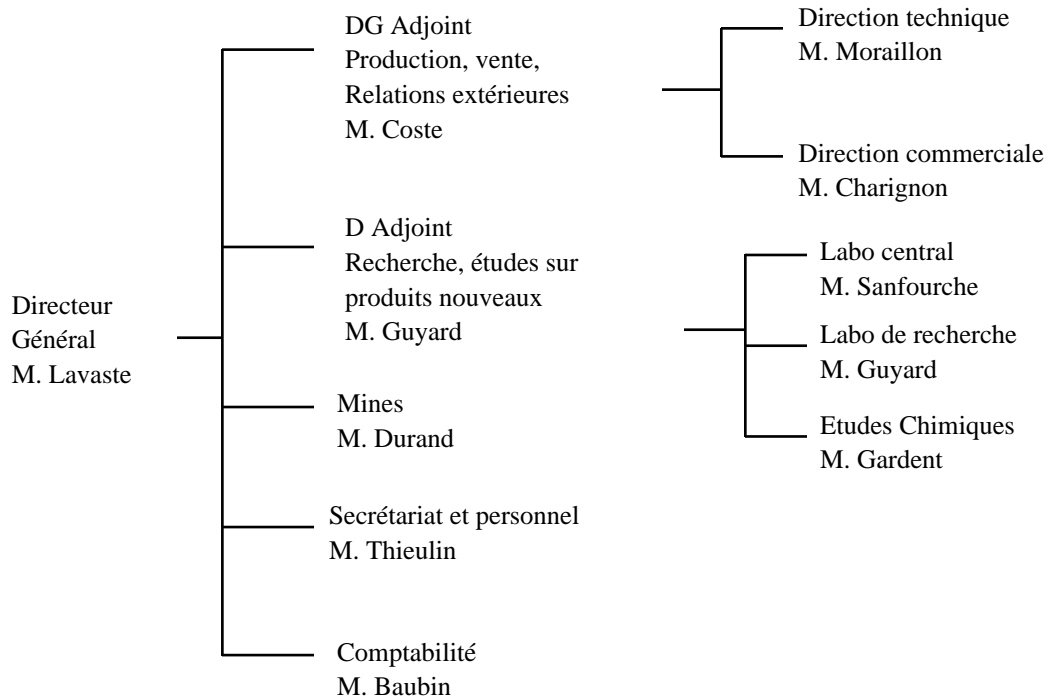 Directeur
Général
M. Lavaste
DG Adjoint
Production, vente,
Relations extérieures
M. Coste
Direction technique
M. Moraillon
Direction commerciale
M. Charignon
D Adjoint
Recherche, études sur
produits nouveaux
M. Guyard
Labo central
M. Sanfourche
Labo de recherche
M. Guyard
Etudes Chimiques
M. Gardent
Mines
M. Durand
Secrétariat et personnel
M. Thieulin
Comptabilité
M. Baubin